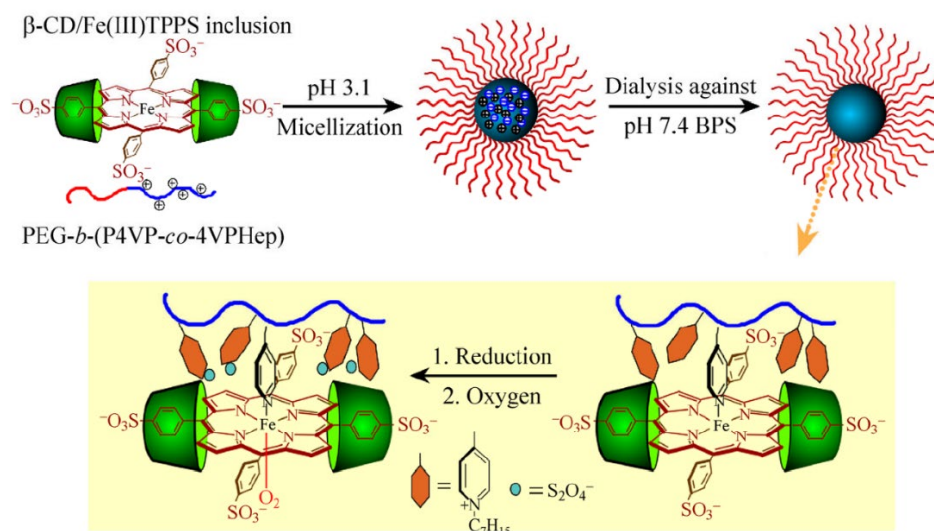 β-CD/Fe(III)TPPS inclusion
SO₃⁻
⁻O₃S
N
N
Fe
N
N
SO₃⁻
SO₃⁻
PEG-b-(P4VP-co-4VPHep)
pH 3.1
Micellization
Dialysis against
pH 7.4 BPS
SO₃⁻
⁻O₃S
N
N
N
Fe
N
N
SO₃⁻
O₂
SO₃⁻
1. Reduction
2. Oxygen
=
N
+
C₇H₁₅
=S₂O₄⁻
SO₃⁻
⁻O₃S
N
N
N
Fe
N
N
SO₃⁻
SO₃⁻